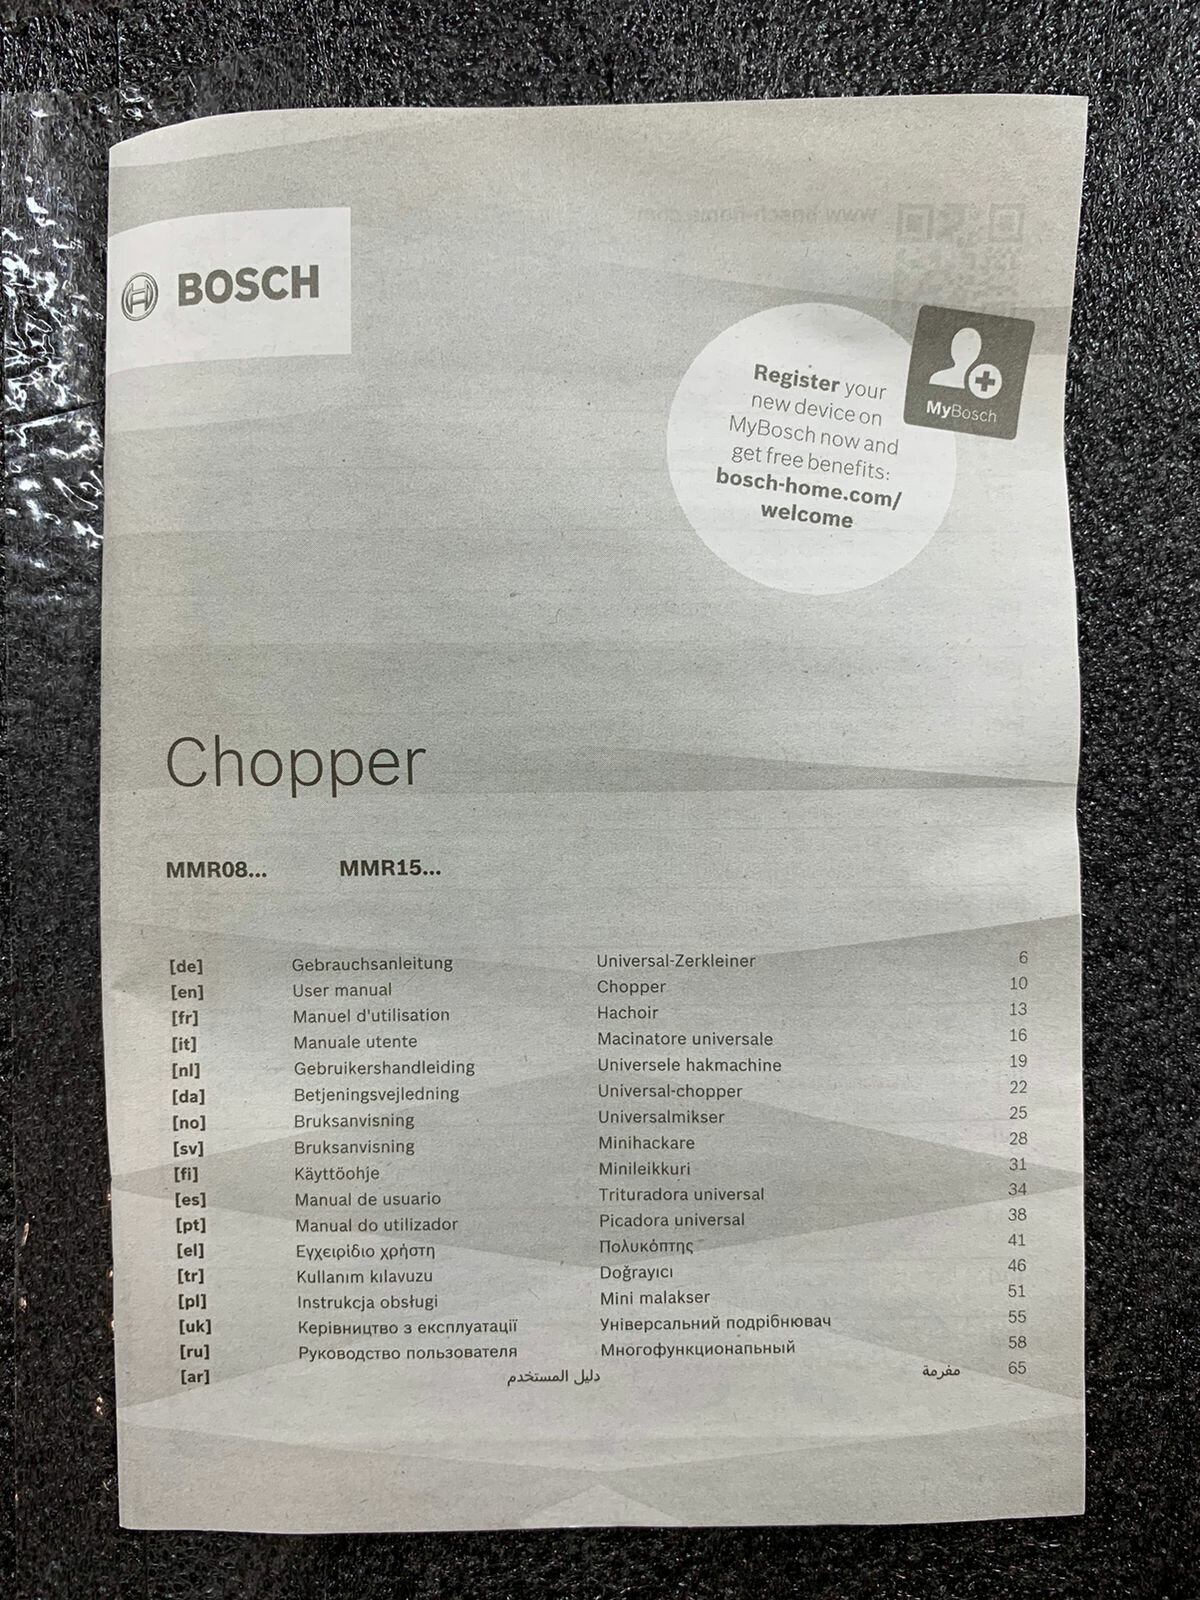 BOSCH
Register your
new device on
MyBosch now and
get free benefits:
bosch-home.com/
welcome
MyBosch
Chopper
MMR08... MMR15...
[de] Gebrauchsanleitung Universal-Zerkleiner 6
[en] User manual Chopper 10
[fr] Manuel d'utilisation Hachoir 13
[it] Manuale utente Macinatore universale 16
[nl] Gebruikershandleiding Universele hakmachine 19
[da] Betjeningsvejledning Universal-chopper 22
[no] Bruksanvisning Universalmikser 25
[sv] Bruksanvisning Minihackare 28
[fi] Käyttöohje Minileikkuri 31
[es] Manual de usuario Trituradora universal 34
[pt] Manual do utilizador Picadora universal 38
[el] Εγχειρίδιο χρήστη Πολυκόπτης 41
[tr] Kullanım kılavuzu Doğrayıcı 46
[pl] Instrukcja obsługi Mini malakser 51
[uk] Керівництво з експлуатації Універсальний подрібнювач 55
[ru] Руководство пользователя Многофункциональный 58
[ar] دليل المستخدم مفرمة 65